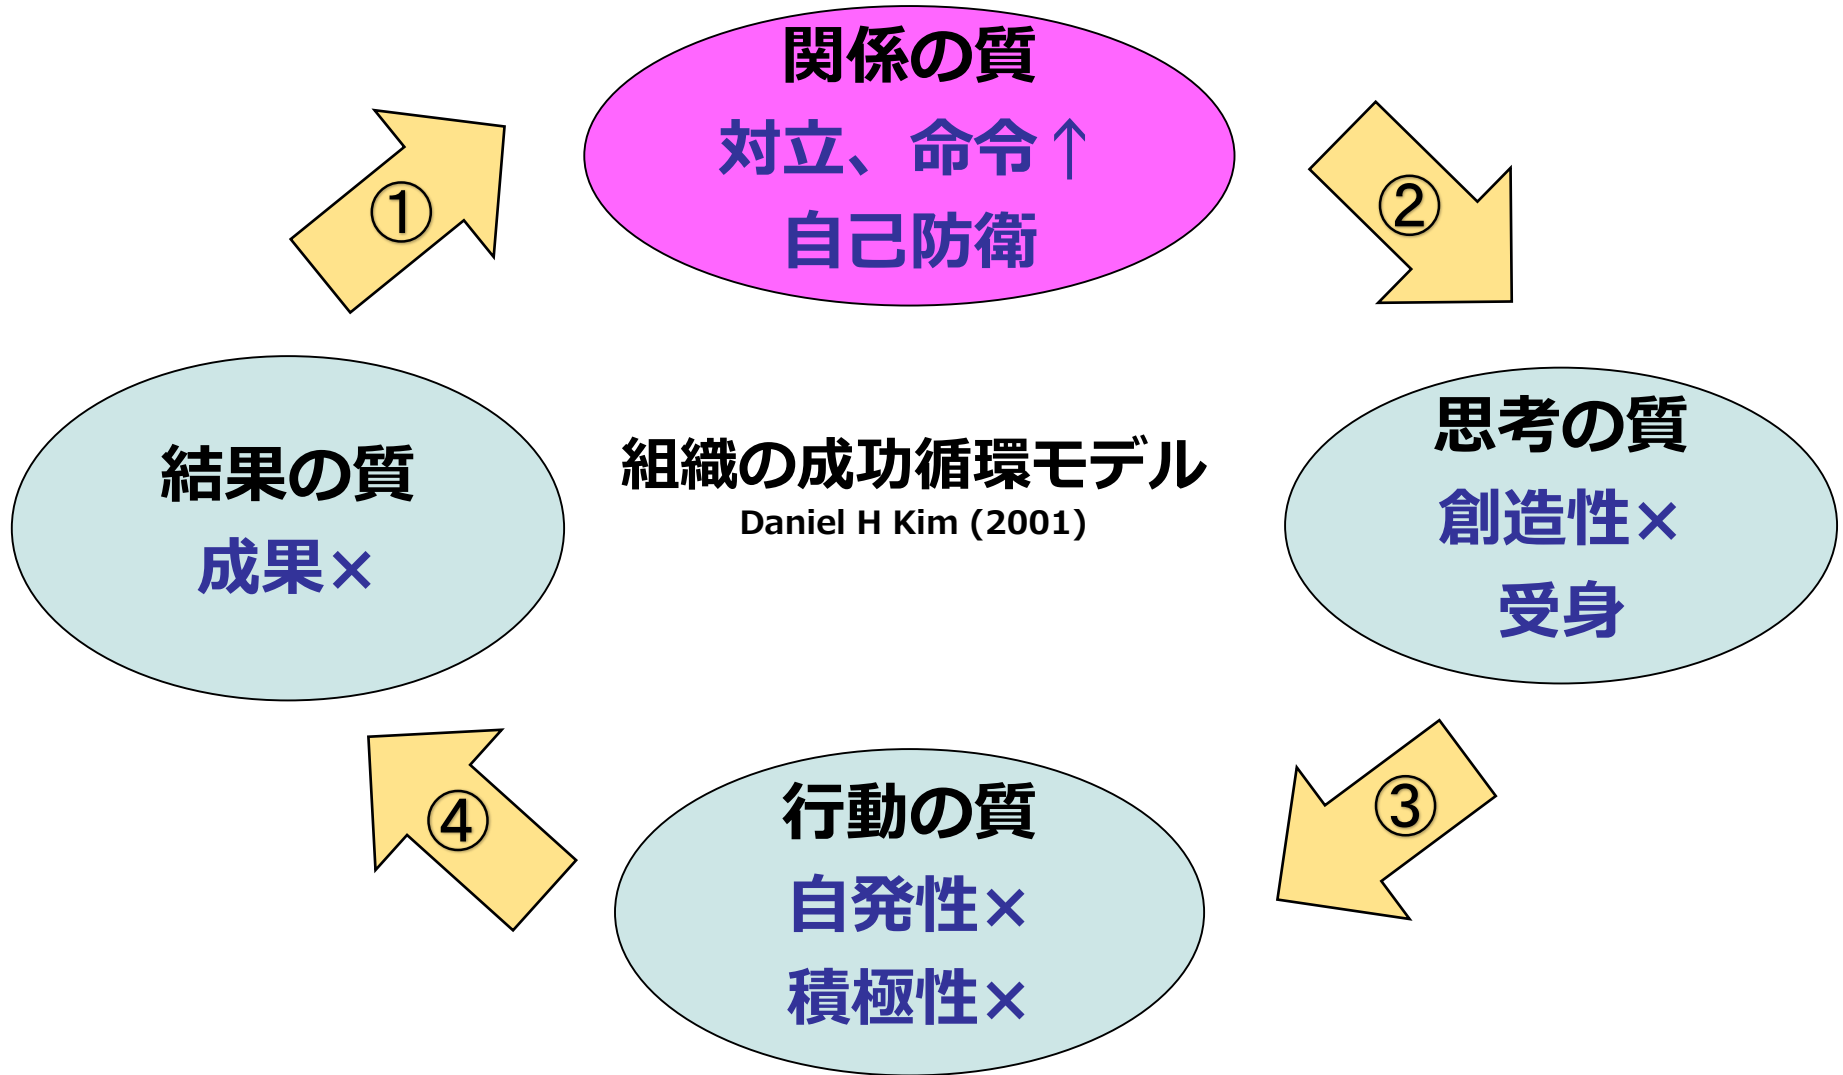 関係の質
対立、命令↑
自己防衛
①
②
結果の質
成果×
組織の成功循環モデル
Daniel H Kim (2001)
思考の質
創造性×
受身
④
③
行動の質
自発性×
積極性×